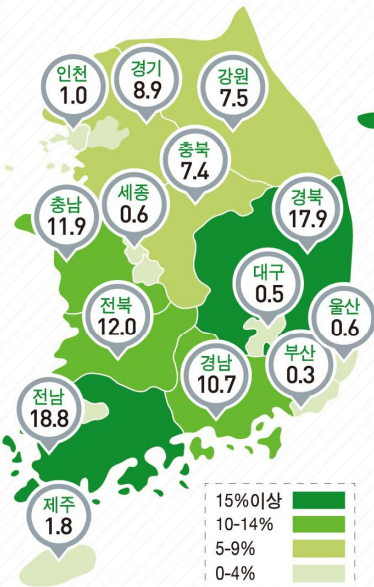 인천
1.0
경기
8.9
강원
7.5
충북
7.4
충남
11.9
세종
0.6
경북
17.9
대구
0.5
울산
0.6
전북
12.0
경남
10.7
부산
0.3
전남
18.8
제주
1.8
15%이상
10-14%
5-9%
0-4%